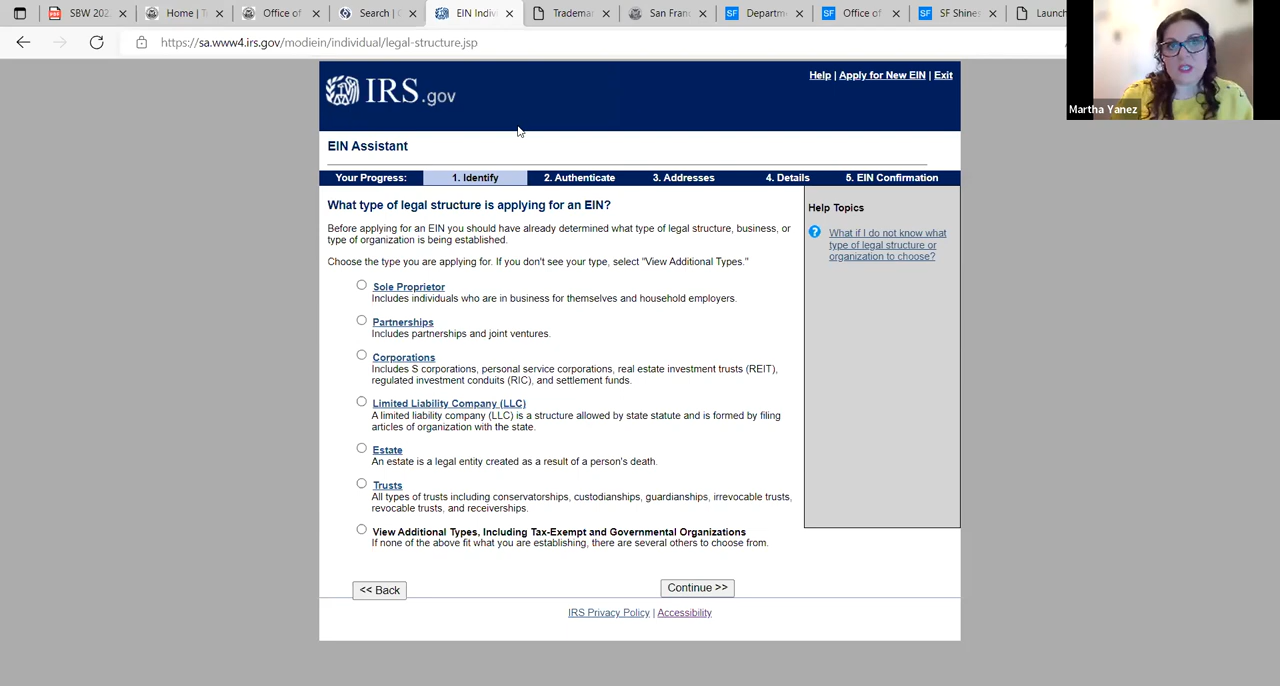 SBW 202
Home | T
Office of
Search | C
EIN Indiv
Tradema
San Fran
Departm
Office of
SF Shines
Launch
https://sa.www4.irs.gov/modiein/individual/legal-structure.jsp
Martha Yanez
IRS.gov
Help | Apply for New EIN | Exit
EIN Assistant
Your Progress: 1. Identify 2. Authenticate 3. Addresses 4. Details 5. EIN Confirmation
What type of legal structure is applying for an EIN?
Before applying for an EIN you should have already determined what type of legal structure, business, or
type of organization is being established.
Choose the type you are applying for. If you don't see your type, select "View Additional Types."
Sole Proprietor
Includes individuals who are in business for themselves and household employers.
Partnerships
Includes partnerships and joint ventures.
Corporations
Includes S corporations, personal service corporations, real estate investment trusts (REIT),
regulated investment conduits (RIC), and settlement funds.
Limited Liability Company (LLC)
A limited liability company (LLC) is a structure allowed by state statute and is formed by filing
articles of organization with the state.
Estate
An estate is a legal entity created as a result of a person's death.
Trusts
All types of trusts including conservatorships, custodianships, guardianships, irrevocable trusts,
revocable trusts, and receiverships.
View Additional Types, Including Tax-Exempt and Governmental Organizations
If none of the above fit what you are establishing, there are several others to choose from.
Help Topics
What if I do not know what
type of legal structure or
organization to choose?
<< Back
Continue >>
IRS Privacy Policy | Accessibility